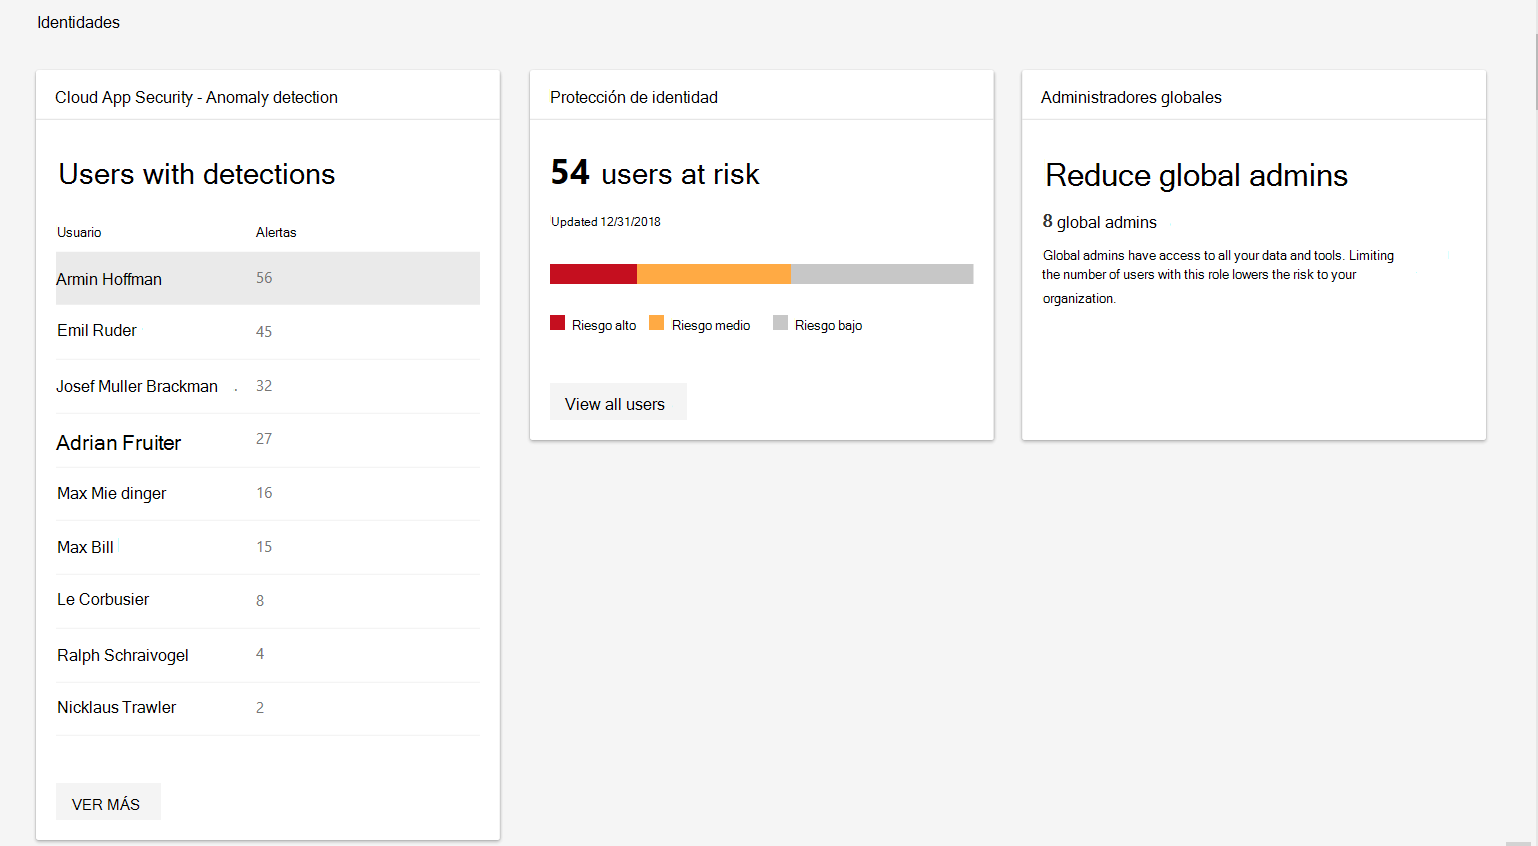 Identidades
Cloud App Security - Anomaly detection
Users with detections
Usuario Alertas
Armin Hoffman 56
Emil Ruder 45
Josef Muller Brackman . 32
Adrian Fruiter 27
Max Mie dinger 16
Max Bill 15
Le Corbusier 8
Ralph Schraivogel 4
Nicklaus Trawler 2
VER MÁS
Protección de identidad
54 users at risk
Updated 12/31/2018
Riesgo alto Riesgo medio Riesgo bajo
View all users
Administradores globales
Reduce global admins
8 global admins
Global admins have access to all your data and tools. Limiting
the number of users with this role lowers the risk to your
organization.